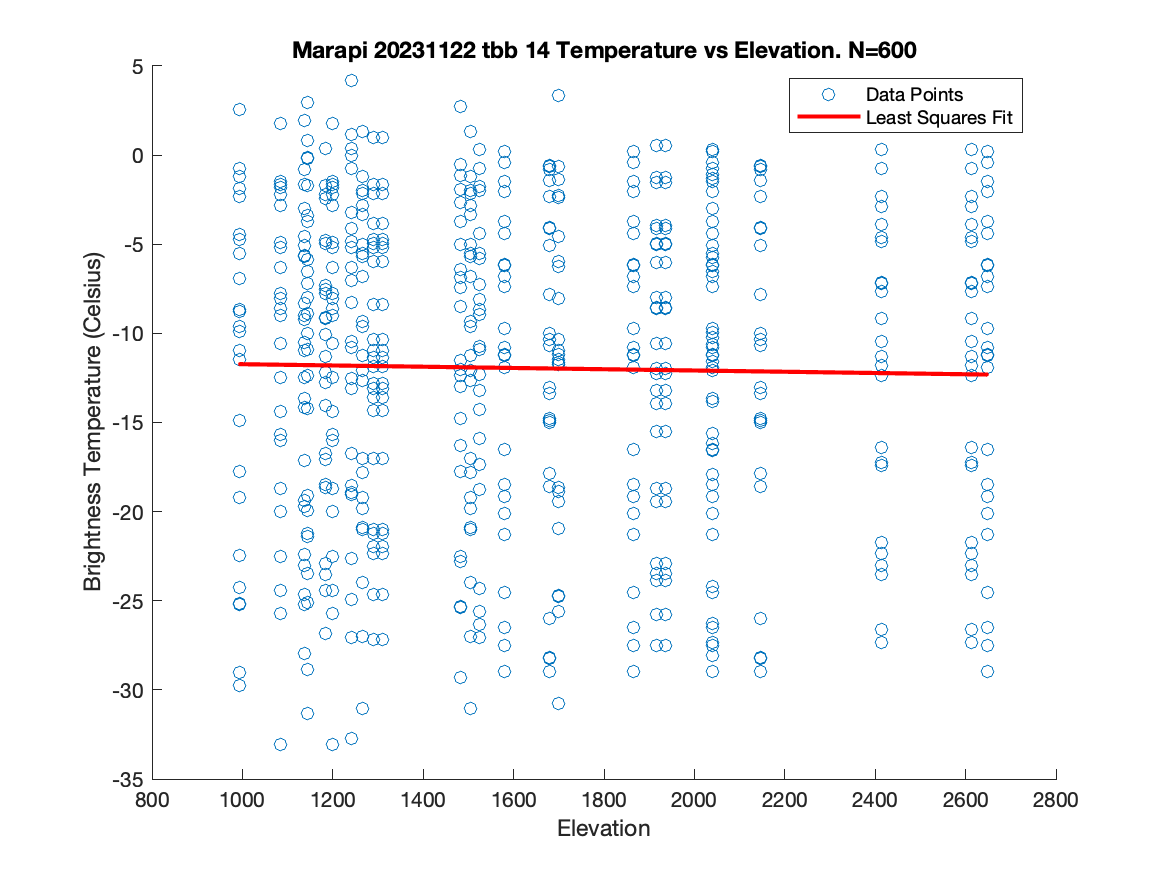 Marapi 20231122 tbb 14 Temperature vs Elevation. N=600
Data Points
Least Squares Fit
Brightness Temperature (Celsius)
5
0
-5
-10
-15
-20
-25
-30
-35
800 1000 1200 1400 1600 1800 2000 2200 2400 2600 2800
Elevation